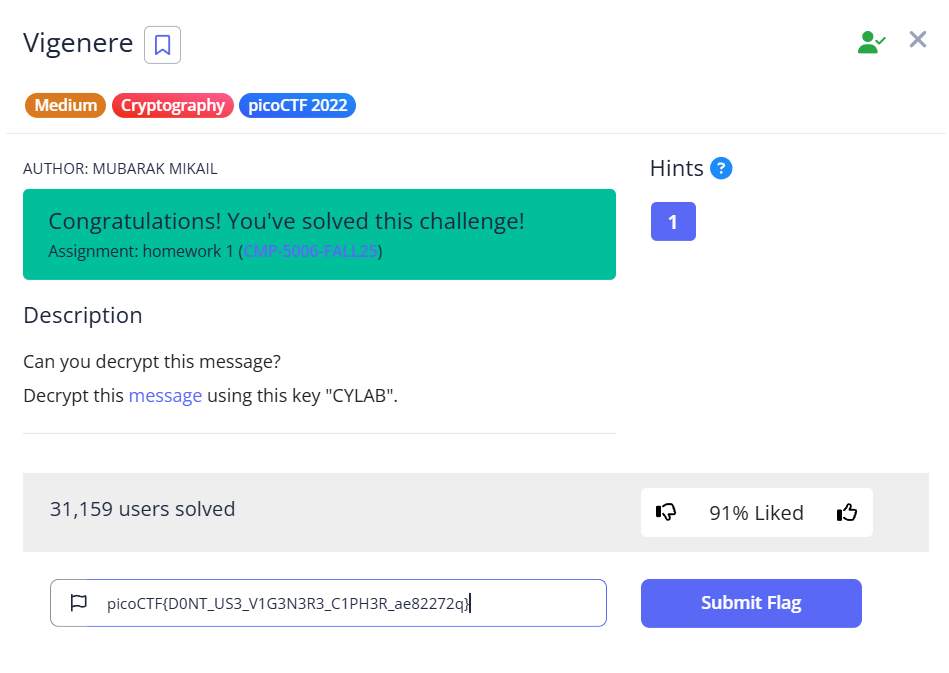 Vigenere
Medium Cryptography picoCTF 2022
AUTHOR: MUBARAK MIKAIL
Hints ?
Congratulations! You've solved this challenge!
Assignment: homework 1 (CMP-5006-FALL25)
1
Description
Can you decrypt this message?
Decrypt this message using this key "CYLAB".
31,159 users solved
91% Liked
picoCTF{D0NT_US3_V1G3N3R3_C1PH3R_ae82272q}
Submit Flag